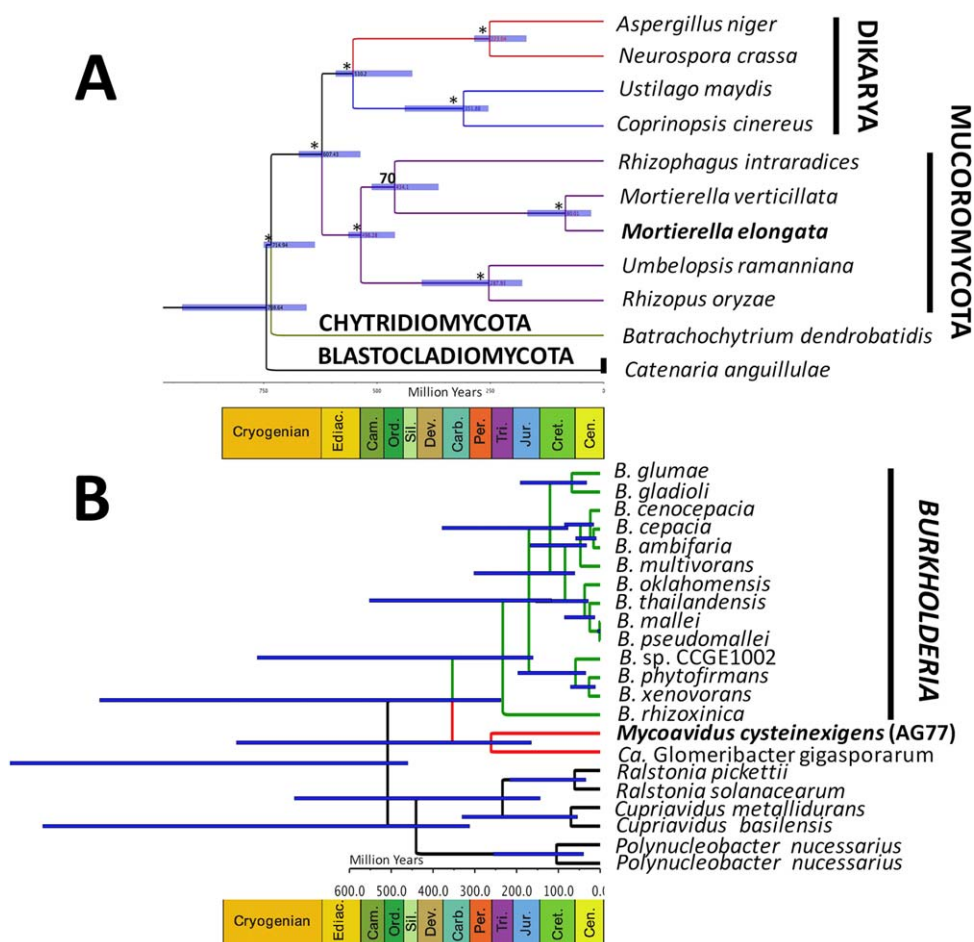 A
Aspergillus niger
Neurospora crassa
Ustilago maydis
Coprinopsis cinereus
Rhizophagus intraradices
Mortierella verticillata
Mortierella elongata
Umbelopsis ramanniana
Rhizopus oryzae
Batrachochytrium dendrobatidis
Catenaria anguillulae
DIKARYA
MUCOROMYCOTA
*
*
*
*
70
*
*
*
*
607.43
714.94
CHYTRIDIOMYCOTA
BLASTOCLADIOMYCOTA
750 500 250 0
Million Years
Cryogenian Ediac. Cam. Ord. Sil. Dev. Carb. Per. Tri. Jur. Cret. Cen.
B
B. glumae
B. gladioli
B. cenocepacia
B. cepacia
B. ambifaria
B. multivorans
B. oklahomensis
B. thailandensis
B. mallei
B. pseudomallei
B. sp. CCGE1002
B. phytofirmans
B. xenovorans
B. rhizoxinica
Mycoavidus cysteinexigens (AG77)
Ca. Glomeribacter gigasporarum
Ralstonia pickettii
Ralstonia solanacearum
Cupriavidus metallidurans
Cupriavidus basilensis
Polynucleobacter nucessarius
Polynucleobacter nucessarius
BURKHOLDERIA
Million Years
600.0 500.0 400.0 300.0 200.0 100.0 0.
Cryogenian Ediac. Cam. Ord. Sil. Dev. Carb. Per. Tri. Jur. Cret. Cen.